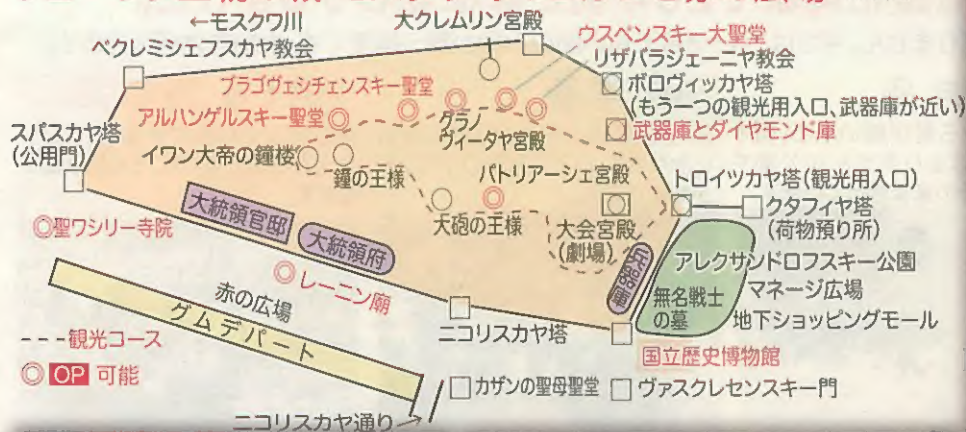 ←モスクワ川
大クレムリン宮殿
ベクレミシェフスカヤ教会
ウスペンスキー大聖堂
リザバラジェーニヤ教会
ブラゴヴェシチェンスキー聖堂
ボロヴィッカヤ塔
(もう一つの観光用入口、武器庫が近い)
アルハンゲルスキー聖堂
グラノ
ヴィータヤ宮殿
武器庫とダイヤモンド庫
スパスカヤ塔
(公用門)
イワン大帝の鐘楼
鐘の王様
パトリアーシェ宮殿
トロイツカヤ塔(観光用入口)
クタフィヤ塔
(荷物預り所)
大統領官邸
大砲の王様
大会宮殿
(劇場)
◎聖ワシリー寺院
大統領府
兵器庫
アレクサンドロフスキー公園
◎レーニン廟
無名戦士
の墓
マネージ広場
地下ショッピングモール
赤の広場
グムデパート
ニコリスカヤ塔
---観光コース
国立歴史博物館
◎OP 可能
カザンの聖母聖堂
ヴァスクレセンスキー門
ニコリスカヤ通り→